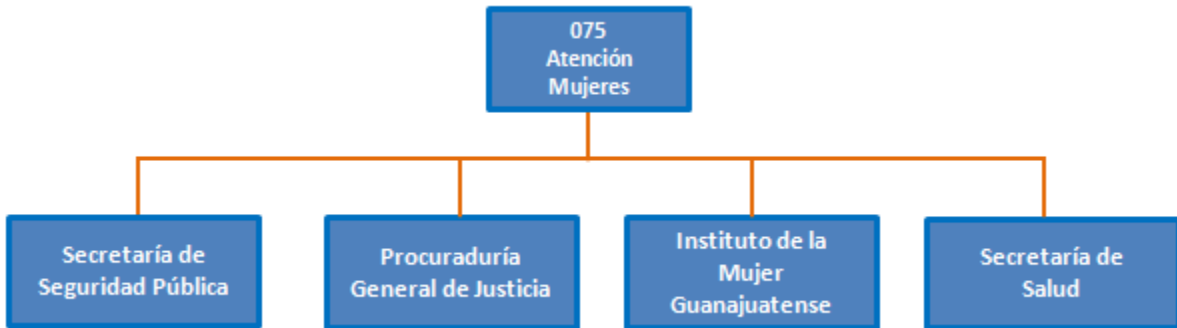 075
Atención
Mujeres
Secretaría de
Seguridad Pública
Procuraduría
General de Justicia
Instituto de la
Mujer
Guanajuatense
Secretaría de
Salud